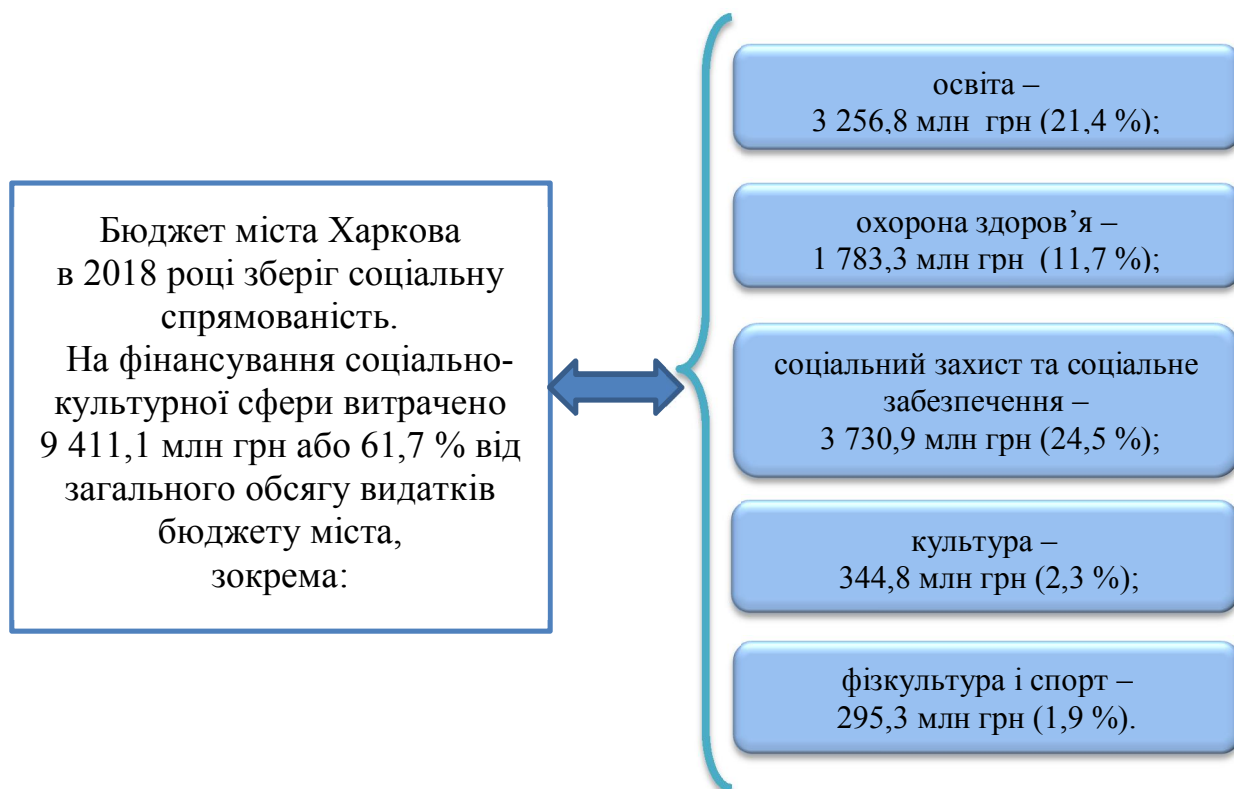 Бюджет міста Харкова
в 2018 році зберіг соціальну
спрямованість.
На фінансування соціально-
культурної сфери витрачено
9 411,1 млн грн або 61,7 % від
загального обсягу видатків
бюджету міста,
зокрема:
освіта –
3 256,8 млн грн (21,4 %);
охорона здоров’я –
1 783,3 млн грн (11,7 %);
соціальний захист та соціальне
забезпечення –
3 730,9 млн грн (24,5 %);
культура –
344,8 млн грн (2,3 %);
фізкультура і спорт –
295,3 млн грн (1,9 %).